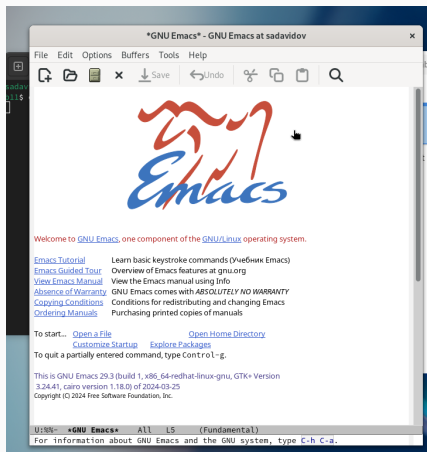 *GNU Emacs* - GNU Emacs at sadavidov
File Edit Options Buffers Tools Help
Save Undo
sadav
Emacs
Welcome to GNU Emacs, one component of the GNU/Linux operating system.
Emacs Tutorial Learn basic keystroke commands (Учебник Emacs)
Emacs Guided Tour Overview of Emacs features at gnu.org
View Emacs Manual View the Emacs manual using Info
Absence of Warranty GNU Emacs comes with ABSOLUTELY NO WARRANTY
Copying Conditions Conditions for redistributing and changing Emacs
Ordering Manuals Purchasing printed copies of manuals
To start... Open a File Open Home Directory
Customize Startup Explore Packages
To quit a partially entered command, type Control-g.
This is GNU Emacs 29.3 (build 1, x86_64-redhat-linux-gnu, GTK+ Version
3.24.41, cairo version 1.18.0) of 2024-03-25
Copyright (C) 2024 Free Software Foundation, Inc.
U:%%- *GNU Emacs* All L5 (Fundamental)
For information about GNU Emacs and the GNU system, type C-h C-a.